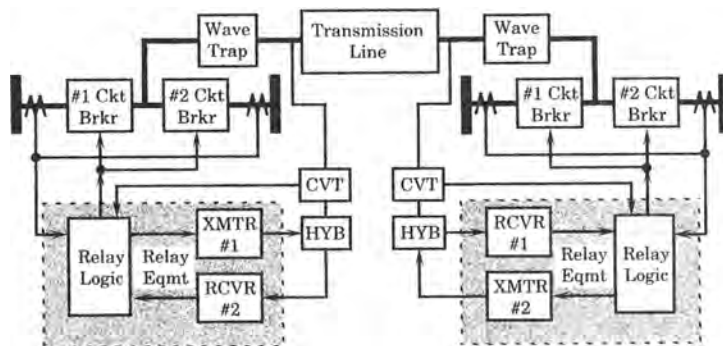 Wave
Trap
Transmission
Line
Wave
Trap
#1 Ckt
Brkr
#2 Ckt
Brkr
#1 Ckt
Brkr
#2 Ckt
Brkr
CVT
CVT
Relay
Logic
Relay
Eqmt
XMTR
#1
HYB
RCVR
#2
HYB
RCVR
#1
XMTR
#2
Relay
Eqmt
Relay
Logic